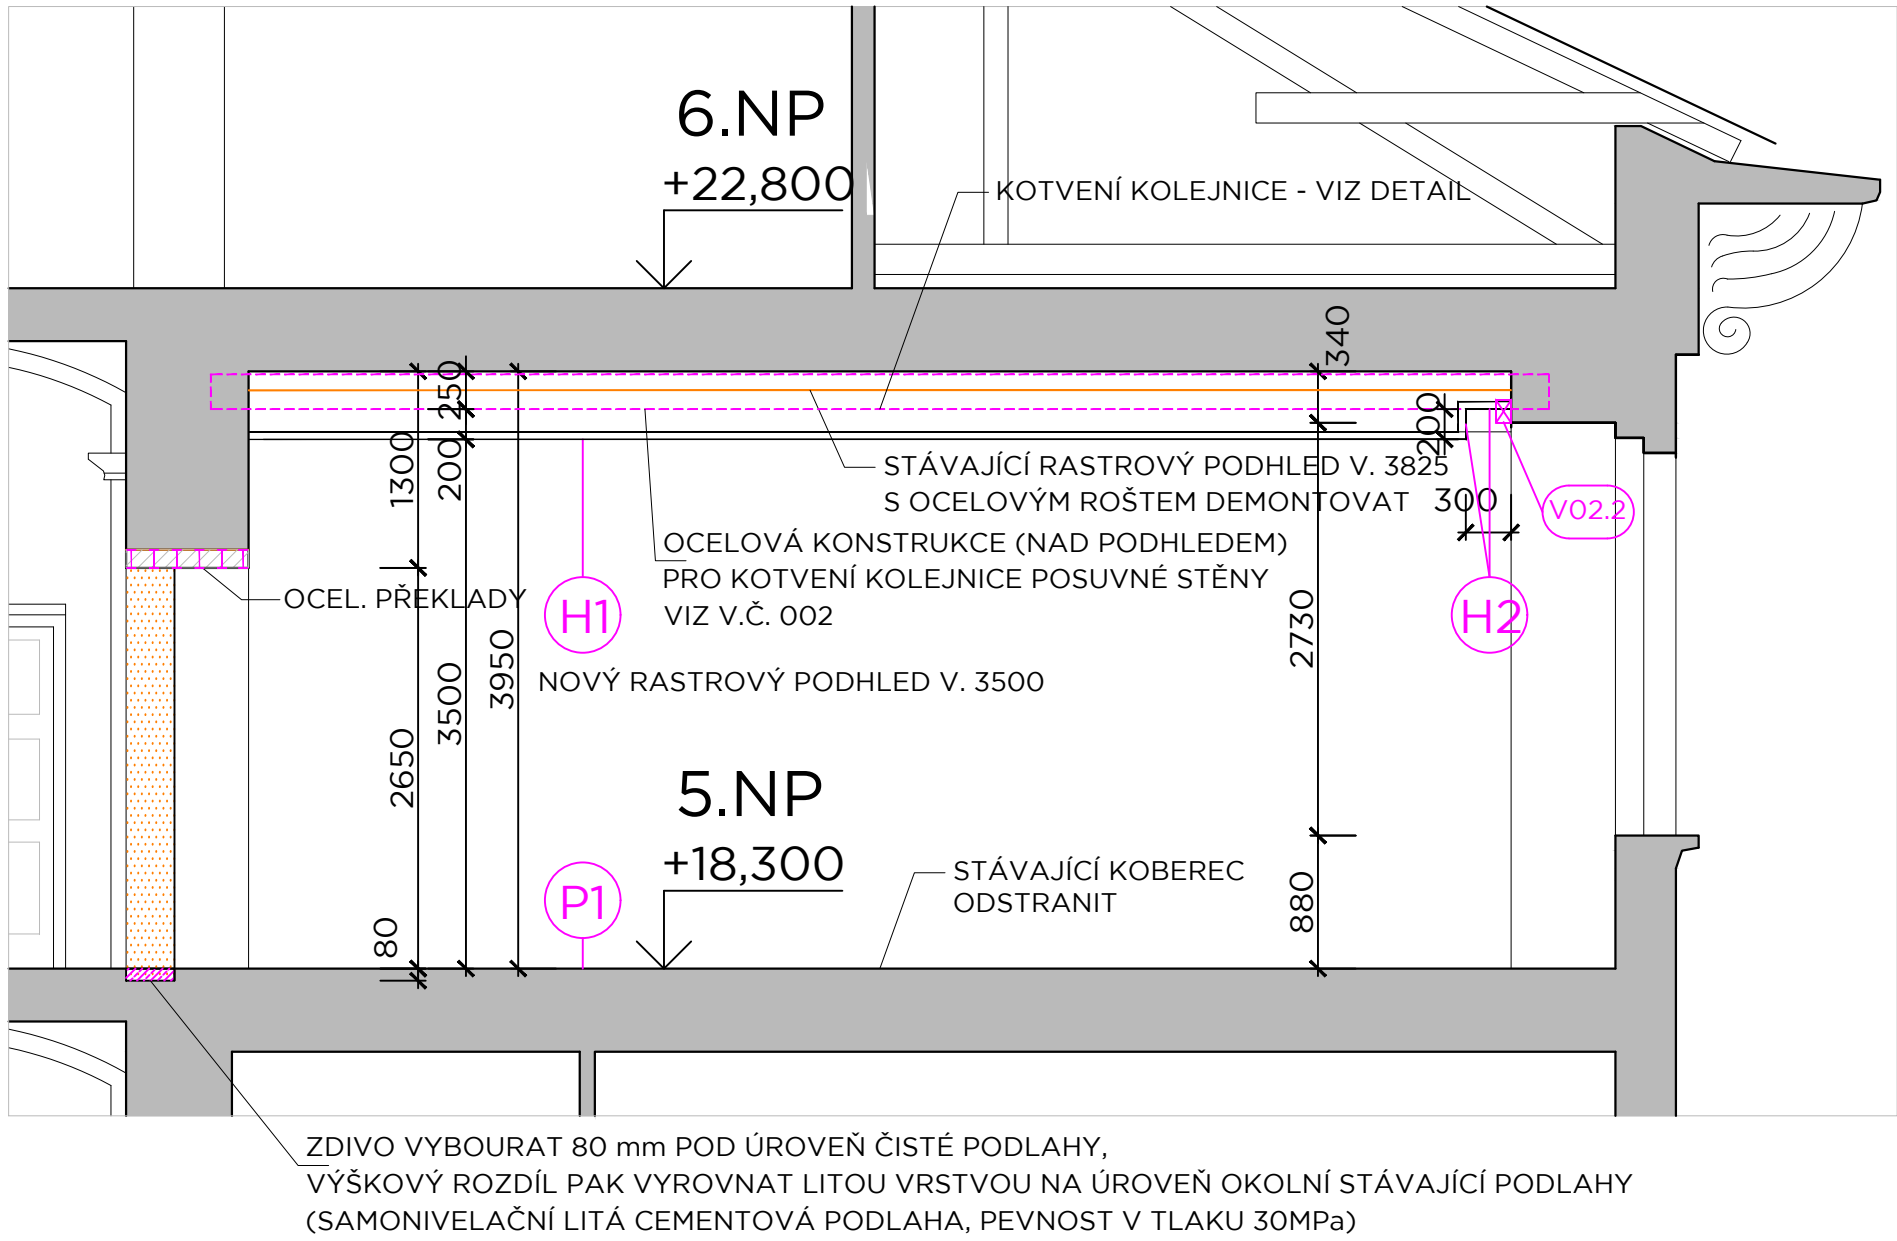 6.NP
+22,800
KOTVENÍ KOLEJNICE - VIZ DETAIL
340
250
200
1300
200
STÁVAJÍCÍ RASTROVÝ PODHLED V. 3825
S OCELOVÝM ROŠTEM DEMONTOVAT
300
V02.2
OCELOVÁ KONSTRUKCE (NAD PODHLEDEM)
PRO KOTVENÍ KOLEJNICE POSUVNÉ STĚNY
VIZ V.Č. 002
OCEL. PŘEKLADY
H1
H2
2730
3950
3500
NOVÝ RASTROVÝ PODHLED V. 3500
2650
5.NP
+18,300
STÁVAJÍCÍ KOBEREC
ODSTRANIT
P1
880
80
ZDIVO VYBOURAT 80 mm POD ÚROVEŇ ČISTÉ PODLAHY,
VÝŠKOVÝ ROZDÍL PAK VYROVNAT LITOU VRSTVOU NA ÚROVEŇ OKOLNÍ STÁVAJÍCÍ PODLAHY
(SAMONIVELAČNÍ LITÁ CEMENTOVÁ PODLAHA, PEVNOST V TLAKU 30MPa)